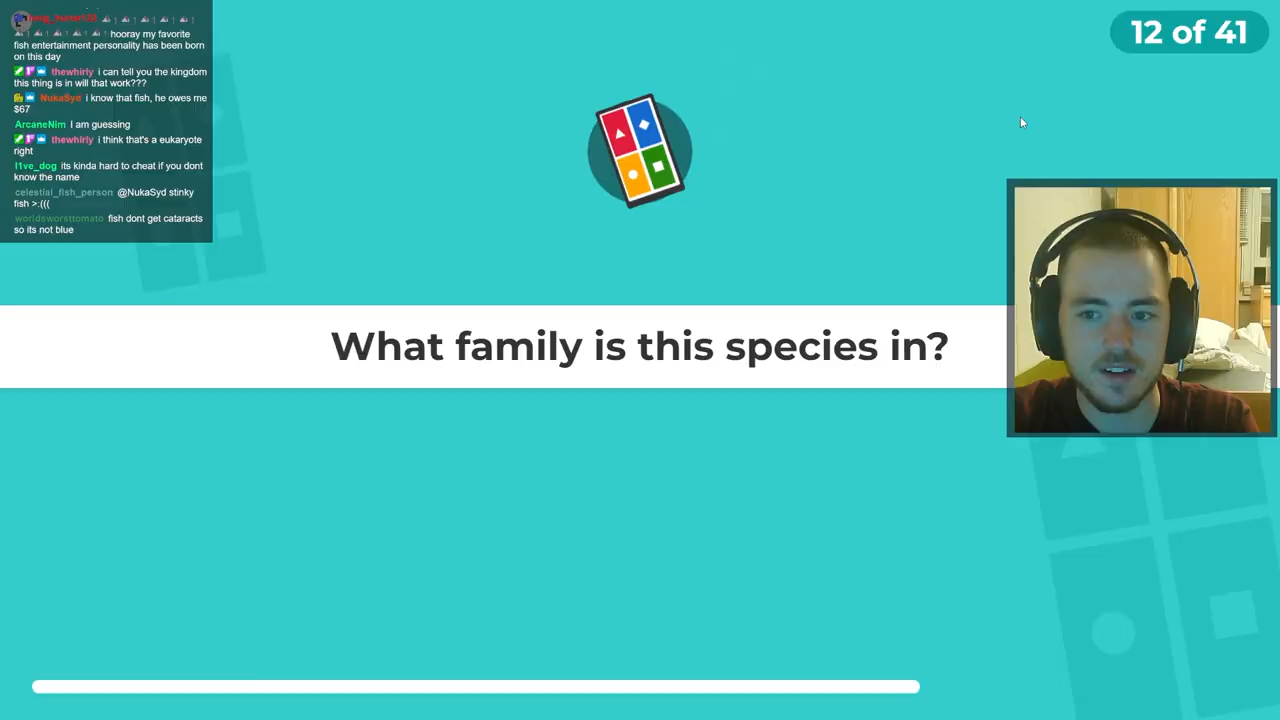 12 of 41
hooray my favorite
fish entertainment personality has been born
on this day
thewhirly i can tell you the kingdom
this thing is in will that work???
NukaSyd i know that fish, he owes me
$67
ArcaneNim I am guessing
thewhirly i think that's a eukaryote
right
l1ve_dog its kinda hard to cheat if you dont
know the name
celestial_fish_person @NukaSyd stinky
fish >:(((
worldsworsttomato fish dont get cataracts
so its not blue
What family is this species in?